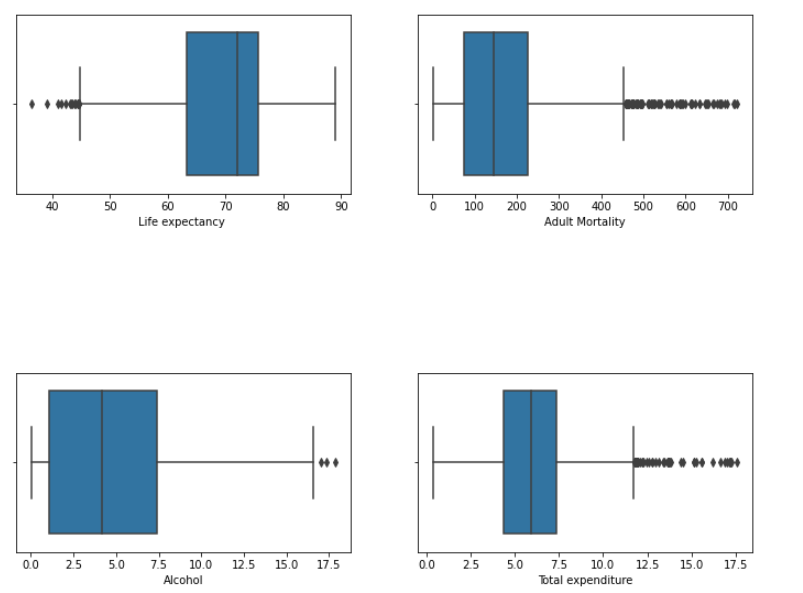 40 50 60 70 80 90
Life expectancy
0 100 200 300 400 500 600 700
Adult Mortality
0.0 2.5 5.0 7.5 10.0 12.5 15.0 17.5
Alcohol
0.0 2.5 5.0 7.5 10.0 12.5 15.0 17.5
Total expenditure